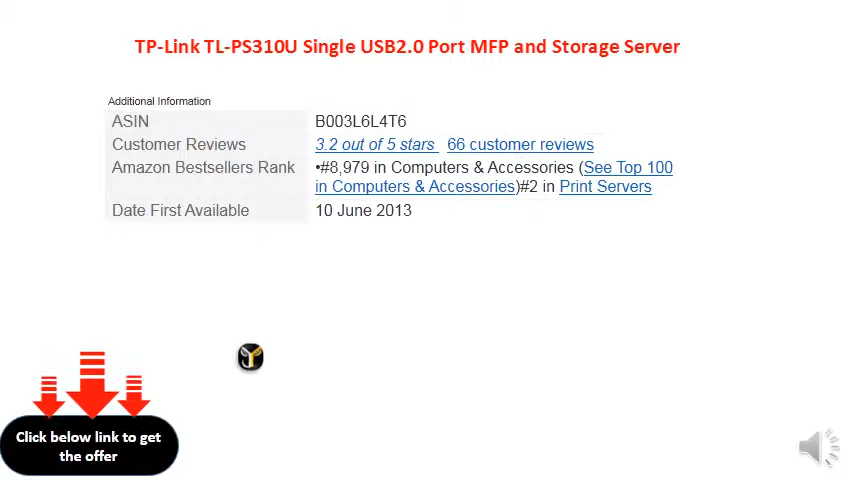 TP-Link TL-PS310U Single USB2.0 Port MFP and Storage Server
Additional Information
ASIN B003L6L4T6
Customer Reviews 3.2 out of 5 stars 66 customer reviews
Amazon Bestsellers Rank •#8,979 in Computers & Accessories (See Top 100
in Computers & Accessories)#2 in Print Servers
Date First Available 10 June 2013
Click below link to get
the offer